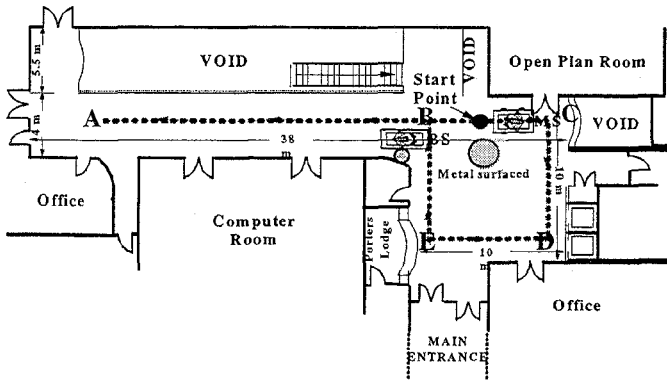 VOID
VOID
Open Plan Room
5.5 m
Start
Point
A
B
MS
C
VOID
4 m
38
m
BS
Metal surfaced
10 m
Office
Computer
Room
Porters
Lodge
E
10
m
D
Office
MAIN
ENTRANCE